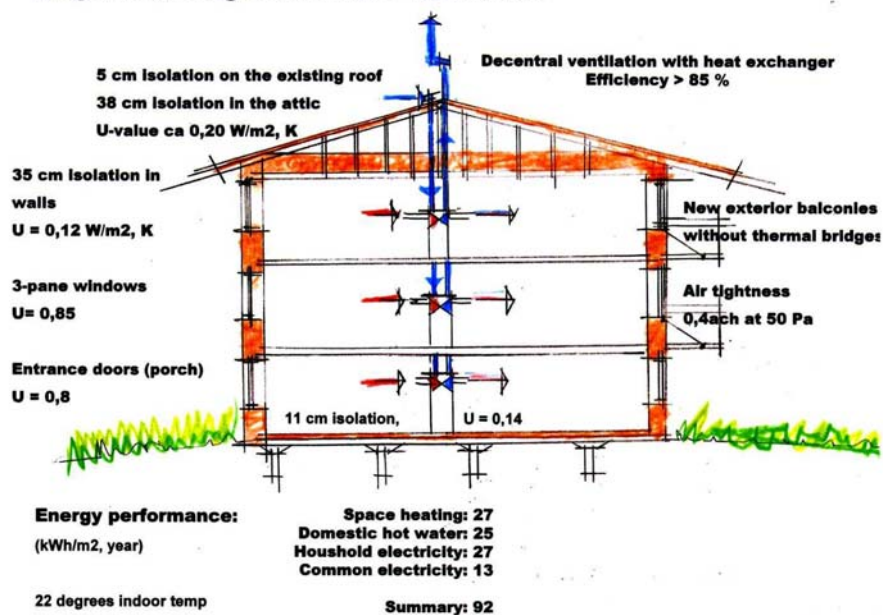 5 cm isolation on the existing roof
38 cm isolation in the attic
U-value ca 0,20 W/m2, K
Decentral ventilation with heat exchanger
Efficiency > 85 %
35 cm isolation in
walls
U = 0,12 W/m2, K
New exterior balconies
without thermal bridges
3-pane windows
U= 0,85
Air tightness
0,4ach at 50 Pa
Entrance doors (porch)
U = 0,8
11 cm isolation, U = 0,14
Energy performance:
(kWh/m2, year)
22 degrees indoor temp
Space heating: 27
Domestic hot water: 25
Houshold electricity: 27
Common electricity: 13
Summary: 92